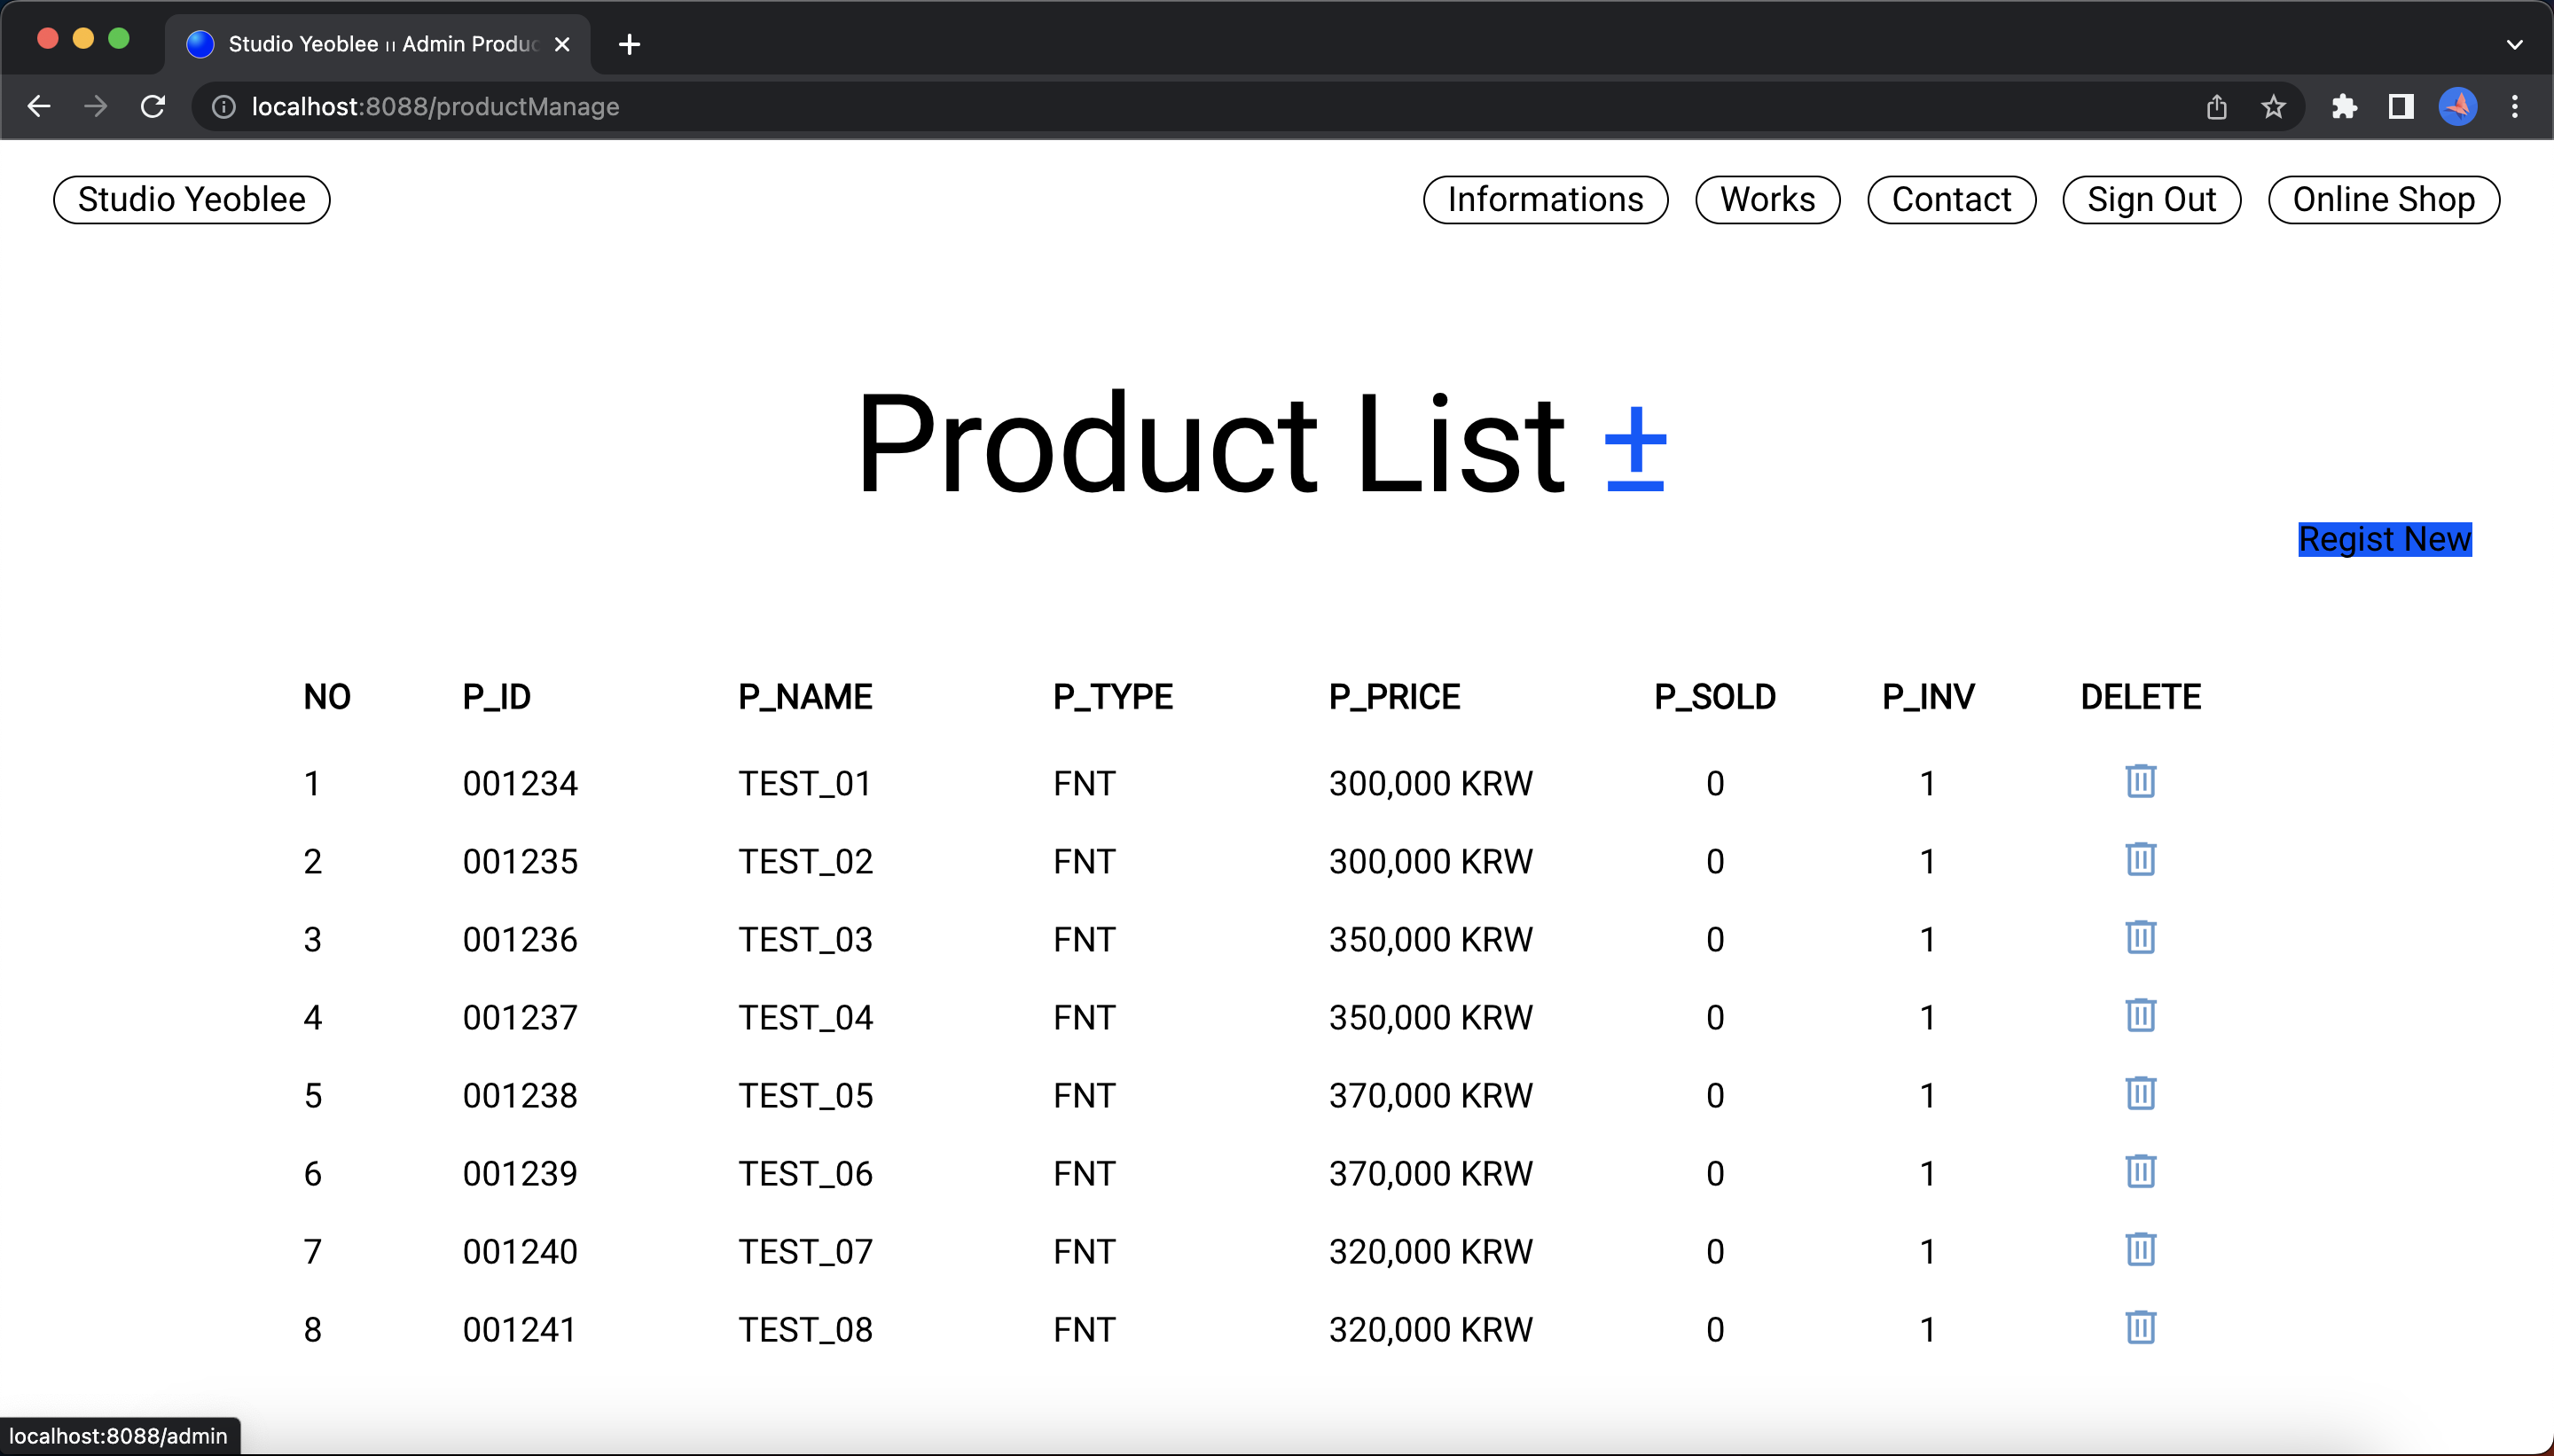 Studio Yeoblee ıı Admin Produc
localhost:8088/productManage
Studio Yeoblee
Informations
Works
Contact
Sign Out
Online Shop
Product List ±
Regist New
NO P_ID P_NAME P_TYPE P_PRICE P_SOLD P_INV DELETE
1 001234 TEST_01 FNT 300,000 KRW 0 1
2 001235 TEST_02 FNT 300,000 KRW 0 1
3 001236 TEST_03 FNT 350,000 KRW 0 1
4 001237 TEST_04 FNT 350,000 KRW 0 1
5 001238 TEST_05 FNT 370,000 KRW 0 1
6 001239 TEST_06 FNT 370,000 KRW 0 1
7 001240 TEST_07 FNT 320,000 KRW 0 1
8 001241 TEST_08 FNT 320,000 KRW 0 1
localhost:8088/admin